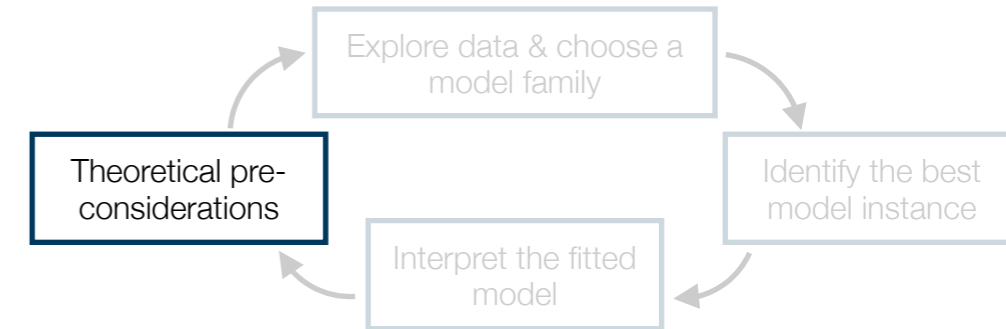 Explore data & choose a
model family
Theoretical pre-
considerations
Identify the best
model instance
Interpret the fitted
model